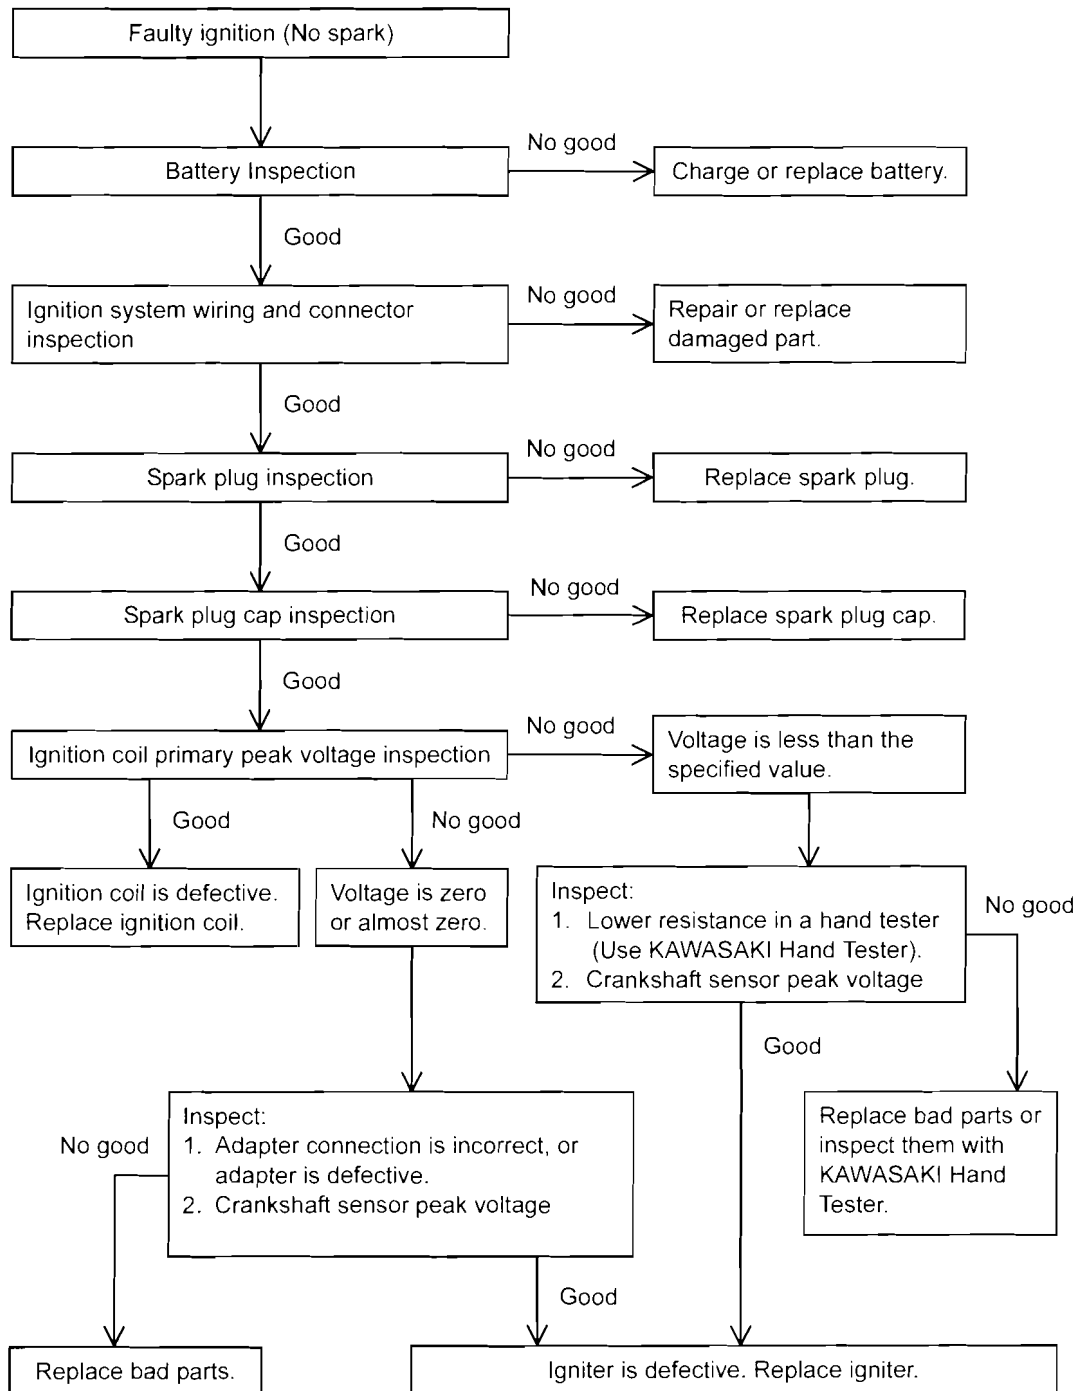 Faulty ignition (No spark)
No good
Battery Inspection
Charge or replace battery.
Good
Ignition system wiring and connector
inspection
No good
Repair or replace
damaged part.
Good
No good
Spark plug inspection
Replace spark plug.
Good
No good
Spark plug cap inspection
Replace spark plug cap.
Good
No good
Ignition coil primary peak voltage inspection
Voltage is less than the
specified value.
Good
No good
Ignition coil is defective.
Replace ignition coil.
Voltage is zero
or almost zero.
Inspect:
1. Lower resistance in a hand tester
(Use KAWASAKI Hand Tester).
2. Crankshaft sensor peak voltage
No good
Good
No good
Inspect:
1. Adapter connection is incorrect, or
adapter is defective.
2. Crankshaft sensor peak voltage
Replace bad parts or
inspect them with
KAWASAKI Hand
Tester.
Good
Replace bad parts.
Igniter is defective. Replace igniter.